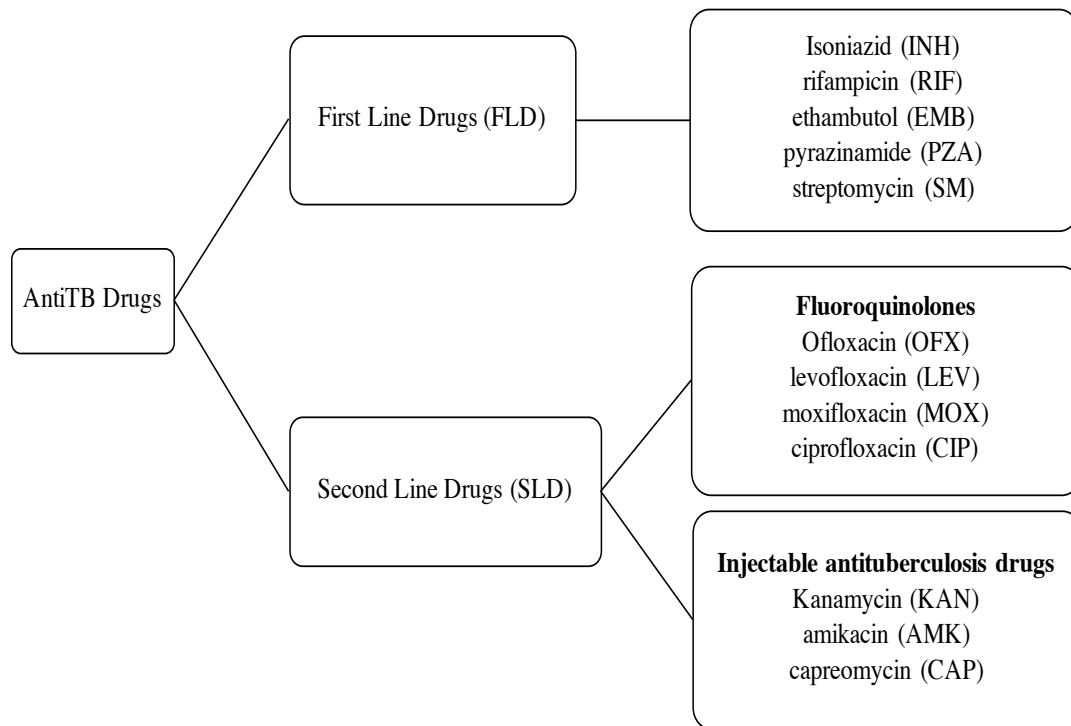 AntiTB Drugs
First Line Drugs (FLD)
Isoniazid (INH)
rifampicin (RIF)
ethambutol (EMB)
pyrazinamide (PZA)
streptomycin (SM)
Second Line Drugs (SLD)
Fluoroquinolones
Ofloxacin (OFX)
levofloxacin (LEV)
moxifloxacin (MOX)
ciprofloxacin (CIP)
Injectable antituberculosis drugs
Kanamycin (KAN)
amikacin (AMK)
capreomycin (CAP)